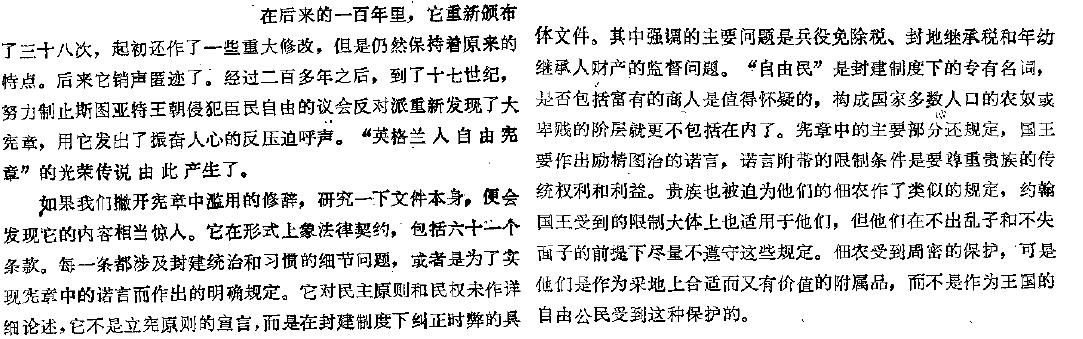 在后来的一百年里，它重新颁布
了三十八次，起初还作了一些重大修改，但是仍然保持着原来的
特点。后来它销声匿迹了。经过二百多年之后，到了十七世纪，
努力制止斯图亚特王朝侵犯臣民自由的议会反对派重新发现了大
宪章，用它发出了振奋人心的反压迫呼声。“英格兰人自由宪
章”的光荣传说由此产生了。
如果我们撇开宪章中滥用的修辞，研究一下文件本身，便会
发现它的内容相当惊人。它在形式上象法律契约，包括六十一个
条款。每一条都涉及封建统治和习惯的细节问题，或者是为了实
现宪章中的诺言而作出的明确规定。它对民主原则和民权未作详
细论述，它不是立宪原则的宣言，而是在封建制度下纠正时弊的具
体文件。其中强调的主要问题是兵役免除税、封地继承税和年幼
继承人财产的监督问题。“自由民”是封建制度下的专有名词，
是否包括富有的商人是值得怀疑的，构成国家多数人口的农奴或
卑贱的阶层就更不包括在内了。宪章中的主要部分还规定，国王
要作出励精图治的诺言，诺言附带的限制条件是要尊重贵族的传
统权利和利益。贵族也被迫为他们的佃农作了类似的规定，约翰
国王受到的限制大体上也适用于他们，但他们在不出乱子和不失
面子的前提下尽量不遵守这些规定。佃农受到周密的保护，可是
他们是作为采地上合适而又有价值的附属品，而不是作为王国的
自由公民受到这种保护的。